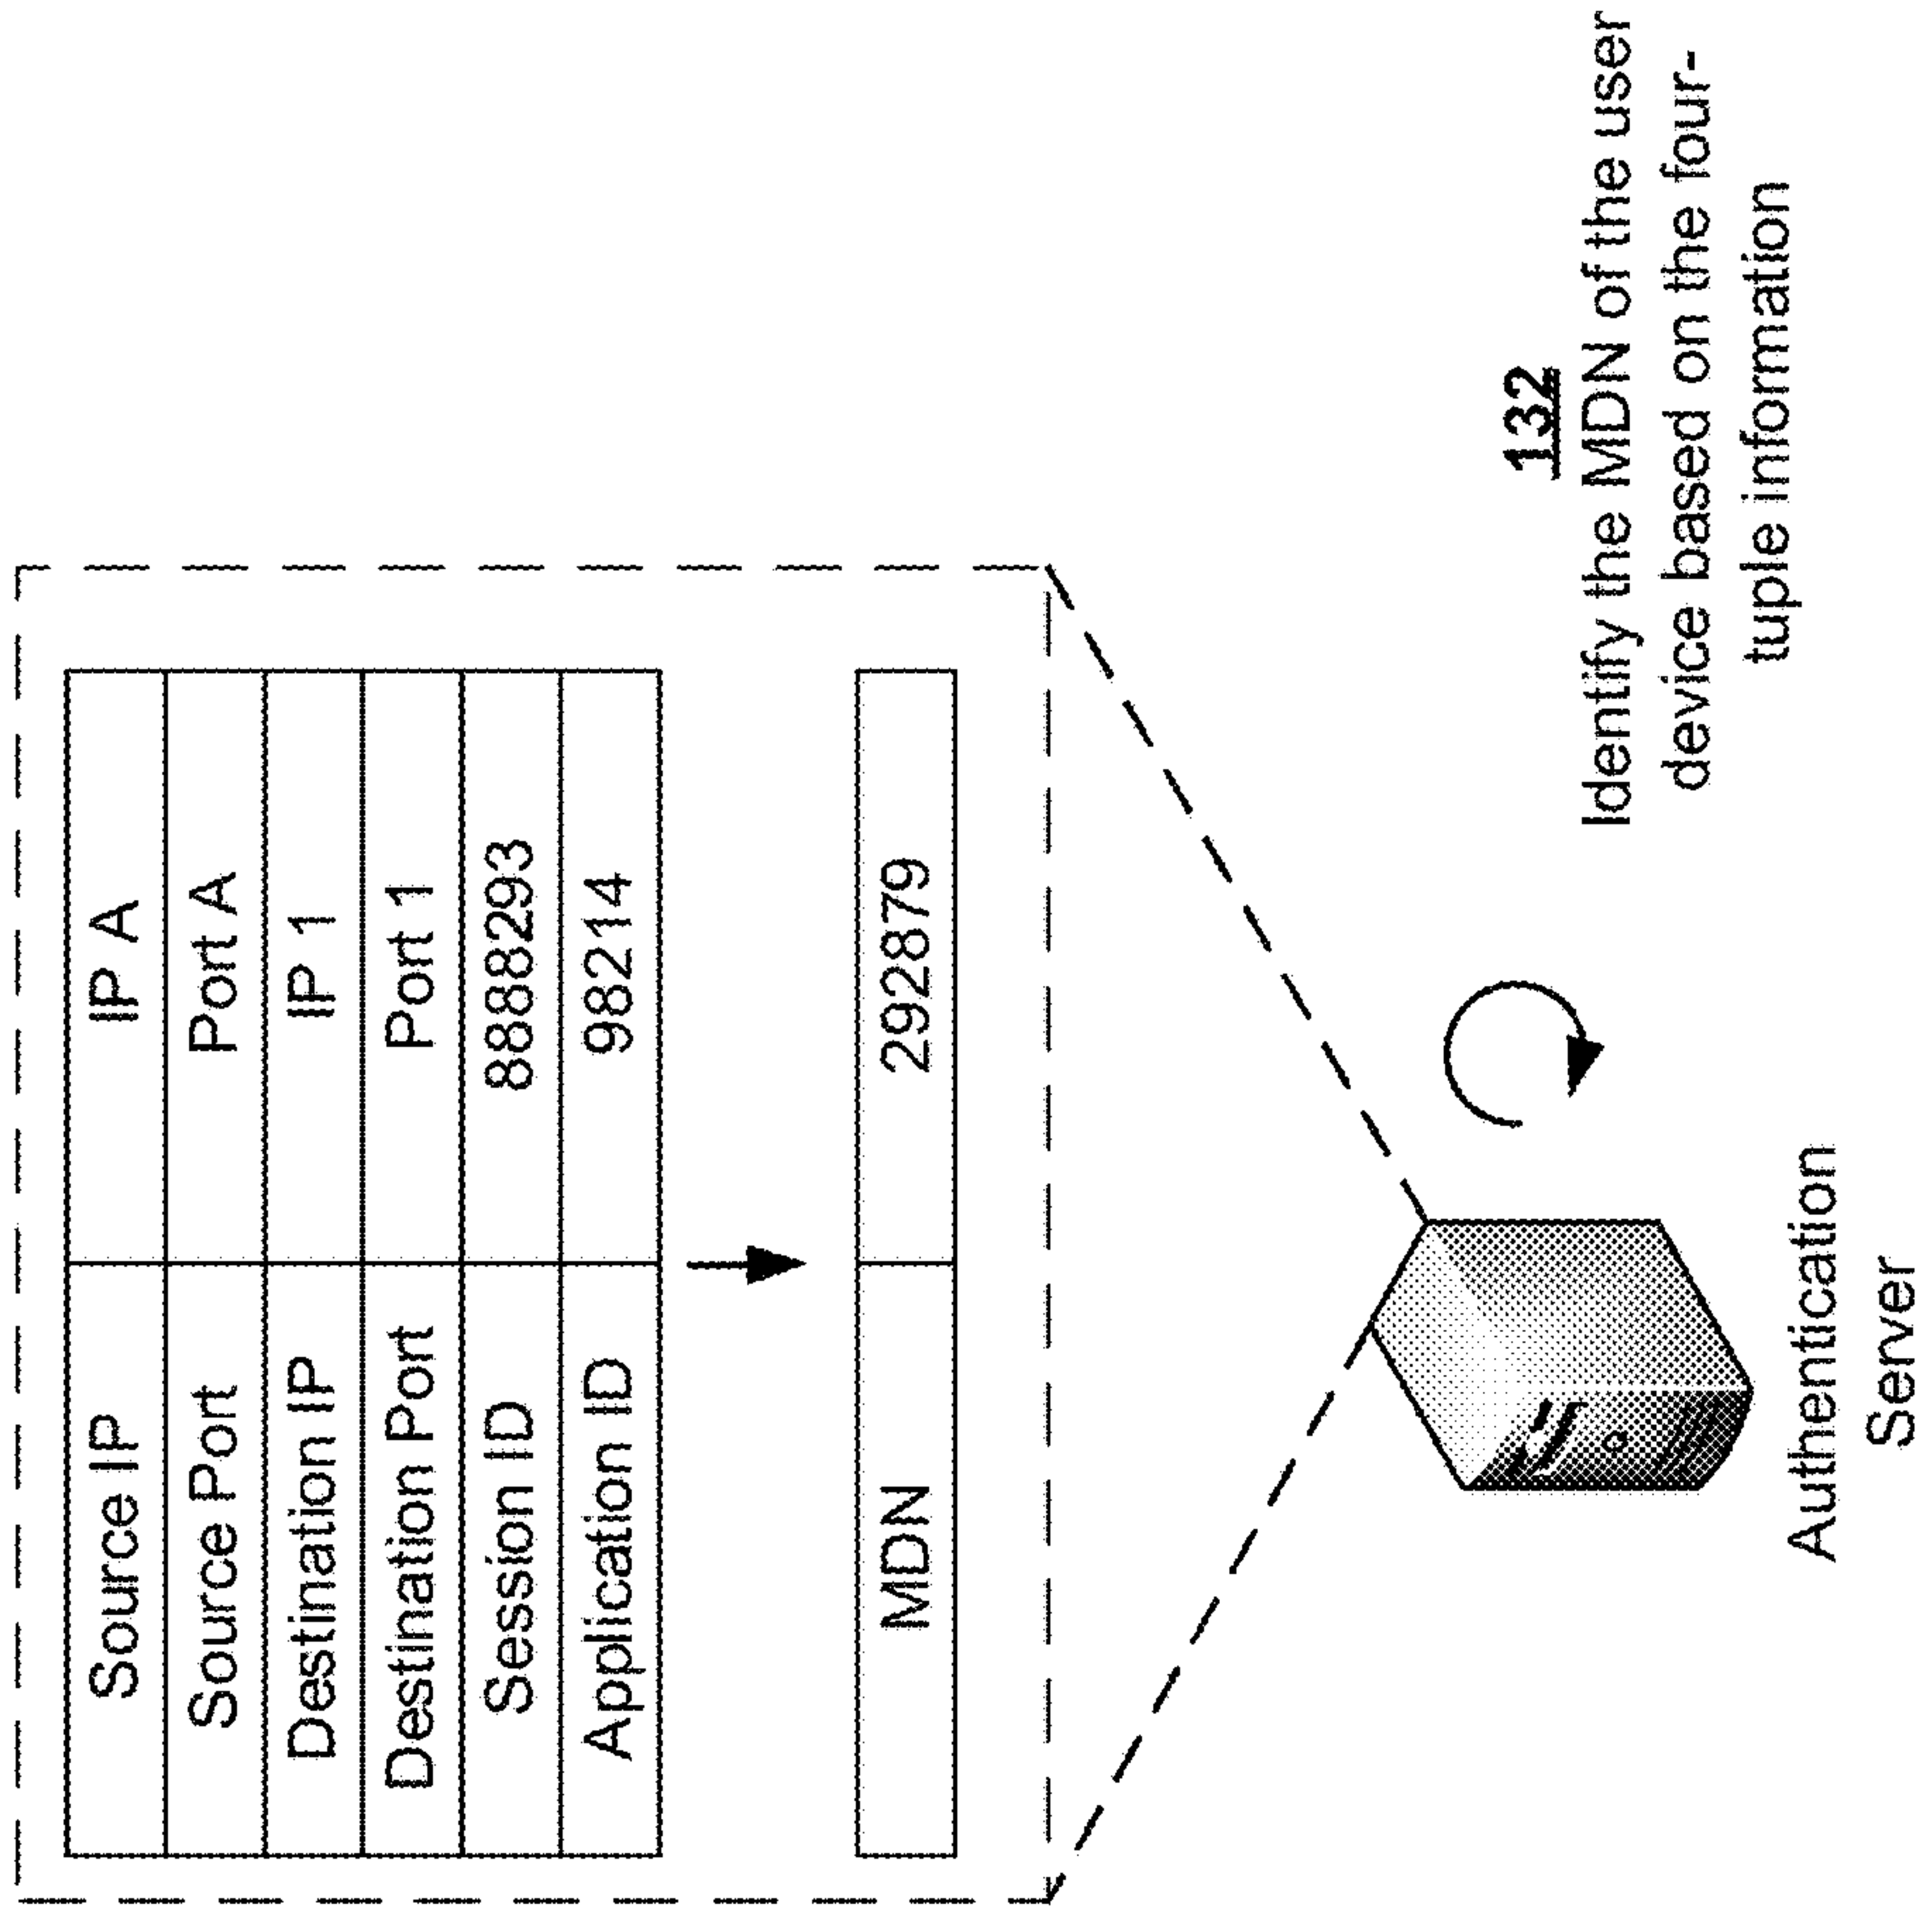 Source IP IP A
Source Port Port A
Destination IP IP 1
Destination Port Port 1
Session ID 8888293
Application ID 98214
MDN 292879
132
Identify the MDN of the user
device based on the four-
tuple information
Authentication
Server